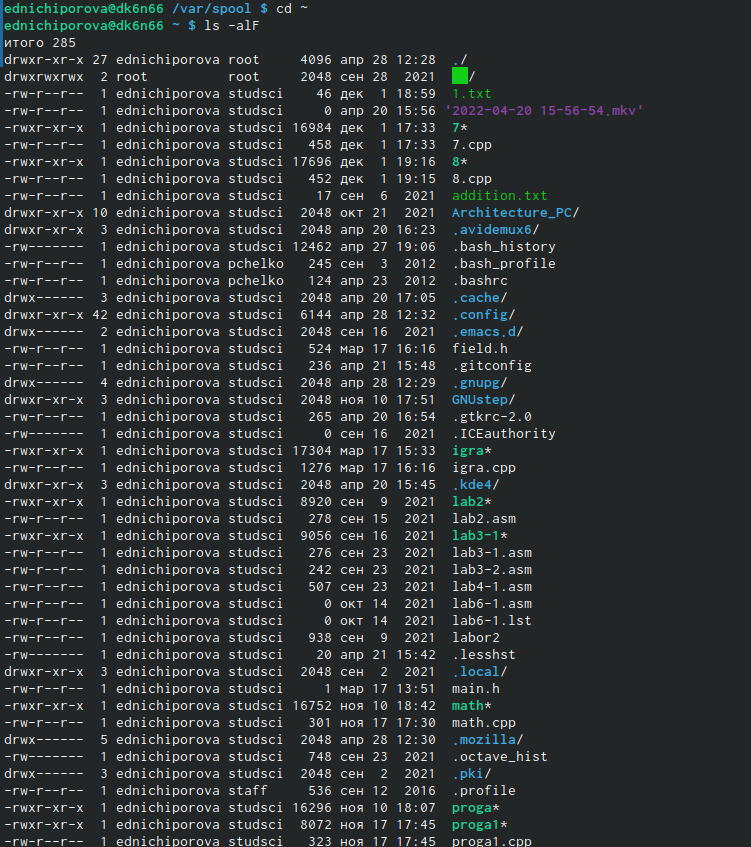 ednichiporova@dk6n66 /var/spool $ cd ~
ednichiporova@dk6n66 ~ $ ls -alF
итого 285
drwxr-xr-x 27 ednichiporova root     4096 апр 28 12:28  ./
drwxrwxrwx  2 root          root     2048 сен 28  2021  ../
-rw-r--r--  1 ednichiporova studsci    46 дек  1 18:59  1.txt
-rw-r--r--  1 ednichiporova studsci     0 апр 20 15:56 '2022-04-20 15-56-54.mkv'
-rwxr-xr-x  1 ednichiporova studsci 16984 дек  1 17:33  7*
-rw-r--r--  1 ednichiporova studsci   458 дек  1 17:33  7.cpp
-rwxr-xr-x  1 ednichiporova studsci 17696 дек  1 19:16  8*
-rw-r--r--  1 ednichiporova studsci   452 дек  1 19:15  8.cpp
-rw-r--r--  1 ednichiporova studsci    17 сен  6  2021  addition.txt
drwxr-xr-x 10 ednichiporova studsci  2048 окт 21  2021  Architecture_PC/
drwxr-xr-x  3 ednichiporova studsci  2048 апр 20 16:23  .avidemux6/
-rw-------  1 ednichiporova studsci 12462 апр 27 19:06  .bash_history
-rw-r--r--  1 ednichiporova pchelko   245 сен  3  2012  .bash_profile
-rw-r--r--  1 ednichiporova pchelko   124 апр 23  2012  .bashrc
drwx------  3 ednichiporova studsci  2048 апр 20 17:05  .cache/
drwxr-xr-x 42 ednichiporova studsci  6144 апр 28 12:32  .config/
drwx------  2 ednichiporova studsci  2048 сен 16  2021  .emacs.d/
-rw-r--r--  1 ednichiporova studsci   524 мар 17 16:16  field.h
-rw-r--r--  1 ednichiporova studsci   236 апр 21 15:48  .gitconfig
drwx------  4 ednichiporova studsci  2048 апр 28 12:29  .gnupg/
drwxr-xr-x  3 ednichiporova studsci  2048 ноя 10 17:51  GNUstep/
-rw-r--r--  1 ednichiporova studsci   265 апр 20 16:54  .gtkrc-2.0
-rw-------  1 ednichiporova studsci     0 сен 16  2021  .ICEauthority
-rwxr-xr-x  1 ednichiporova studsci 17304 мар 17 15:33  igra*
-rw-r--r--  1 ednichiporova studsci  1276 мар 17 16:16  igra.cpp
drwxr-xr-x  3 ednichiporova studsci  2048 апр 20 15:45  .kde4/
-rwxr-xr-x  1 ednichiporova studsci  8920 сен  9  2021  lab2*
-rw-r--r--  1 ednichiporova studsci   278 сен 15  2021  lab2.asm
-rwxr-xr-x  1 ednichiporova studsci  9056 сен 16  2021  lab3-1*
-rw-r--r--  1 ednichiporova studsci   276 сен 23  2021  lab3-1.asm
-rw-r--r--  1 ednichiporova studsci   242 сен 23  2021  lab3-2.asm
-rw-r--r--  1 ednichiporova studsci   507 сен 23  2021  lab4-1.asm
-rw-r--r--  1 ednichiporova studsci     0 окт 14  2021  lab6-1.asm
-rw-r--r--  1 ednichiporova studsci     0 окт 14  2021  lab6-1.lst
-rw-r--r--  1 ednichiporova studsci   938 сен  9  2021  labor2
-rw-------  1 ednichiporova studsci    20 апр 21 15:42  .lesshst
drwxr-xr-x  3 ednichiporova studsci  2048 сен  2  2021  .local/
-rw-r--r--  1 ednichiporova studsci     1 мар 17 13:51  main.h
-rwxr-xr-x  1 ednichiporova studsci 16752 ноя 10 18:42  math*
-rw-r--r--  1 ednichiporova studsci   301 ноя 17 17:30  math.cpp
drwx------  5 ednichiporova studsci  2048 апр 28 12:30  .mozilla/
-rw-------  1 ednichiporova studsci   748 сен 23  2021  .octave_hist
drwx------  3 ednichiporova studsci  2048 сен  2  2021  .pki/
-rw-r--r--  1 ednichiporova staff     536 сен 12  2016  .profile
-rwxr-xr-x  1 ednichiporova studsci 16296 ноя 10 18:07  proga*
-rwxr-xr-x  1 ednichiporova studsci  8072 ноя 17 17:45  proga1*
-rwxr-xr-x  1 ednichiporova studsci   323 ноя 17 17:45  proga1.cpp